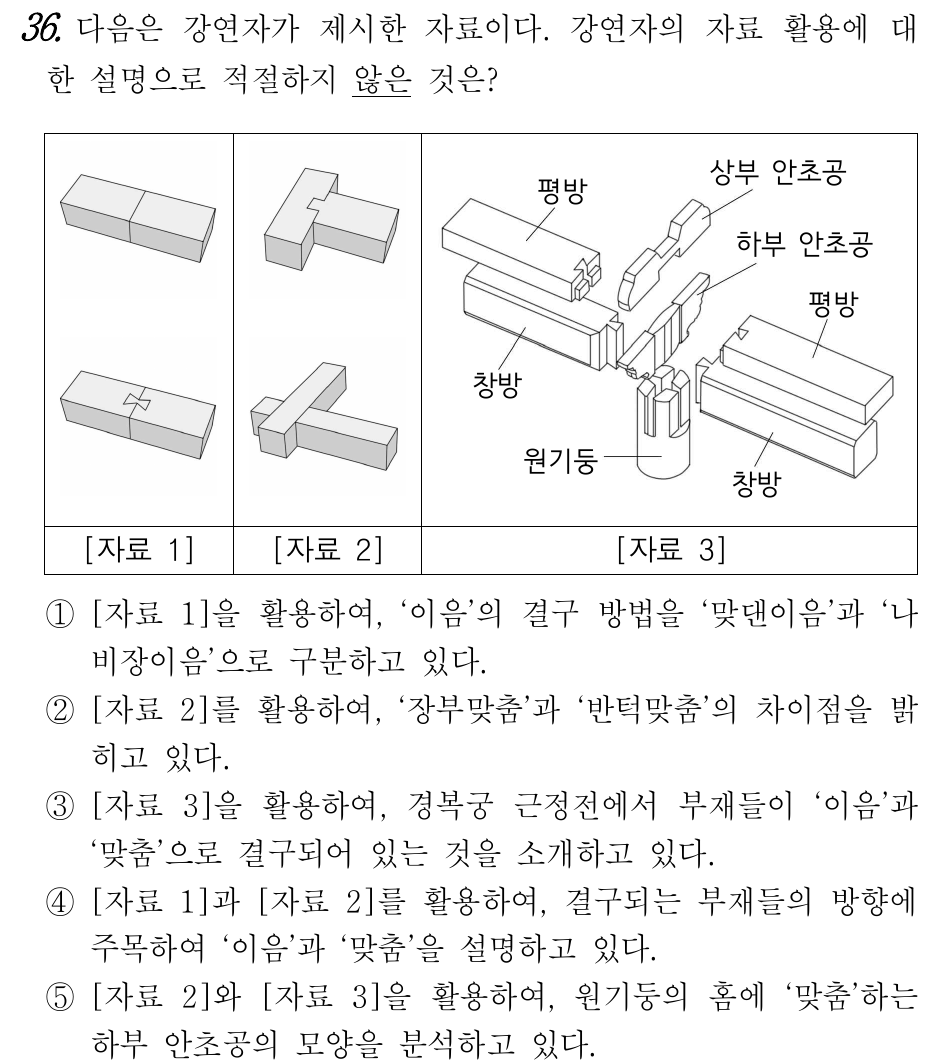 36. 다음은 강연자가 제시한 자료이다. 강연자의 자료 활용에 대
한 설명으로 적절하지 않은 것은?
평방
상부 안초공
하부 안초공
평방
창방
원기둥
창방
[자료 1]
[자료 2]
[자료 3]
① [자료 1]을 활용하여, ‘이음’의 결구 방법을 ‘맞댄이음’과 ‘나
비장이음’으로 구분하고 있다.
② [자료 2]를 활용하여, ‘장부맞춤’과 ‘반턱맞춤’의 차이점을 밝
히고 있다.
③ [자료 3]을 활용하여, 경복궁 근정전에서 부재들이 ‘이음’과
‘맞춤’으로 결구되어 있는 것을 소개하고 있다.
④ [자료 1]과 [자료 2]를 활용하여, 결구되는 부재들의 방향에
주목하여 ‘이음’과 ‘맞춤’을 설명하고 있다.
⑤ [자료 2]와 [자료 3]을 활용하여, 원기둥의 홈에 ‘맞춤’하는
하부 안초공의 모양을 분석하고 있다.